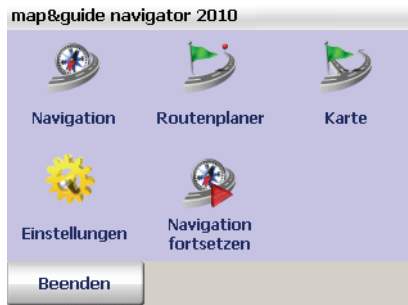 map&guide navigator 2010
Navigation
Routenplaner
Karte
Einstellungen
Navigation
fortsetzen
Beenden